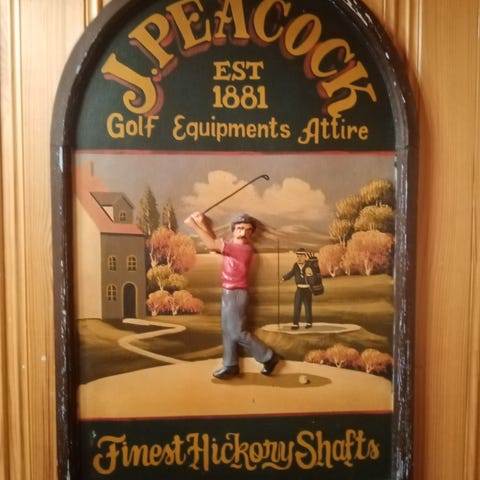 J. PEACOCK
EST
1881
Golf Equipments Attire
Finest Hickory Shafts